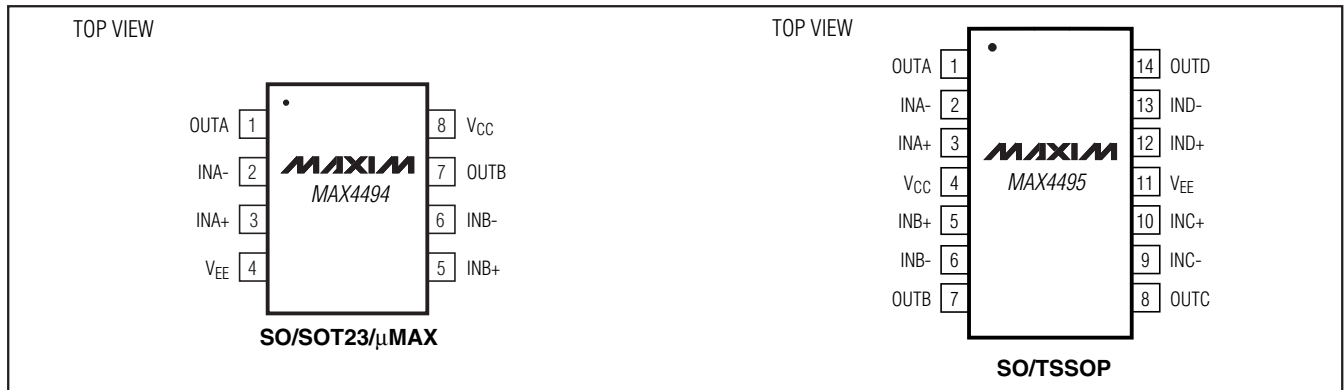 TOP VIEW
OUTA 1
INA- 2
INA+ 3
VEE 4
8 VCC
7 OUTB
6 INB-
5 INB+
MAXIM
MAX4494
SO/SOT23/µMAX
TOP VIEW
OUTA 1
INA- 2
INA+ 3
VCC 4
INB+ 5
INB- 6
OUTB 7
14 OUTD
13 IND-
12 IND+
11 VEE
10 INC+
9 INC-
8 OUTC
MAXIM
MAX4495
SO/TSSOP